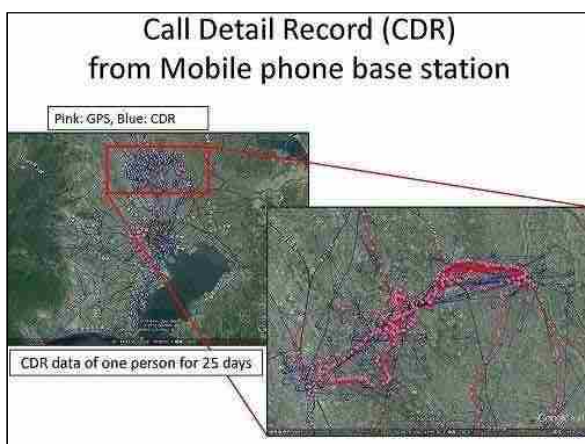 Call Detail Record (CDR)
from Mobile phone base station
Pink: GPS, Blue: CDR
CDR data of one person for 25 days